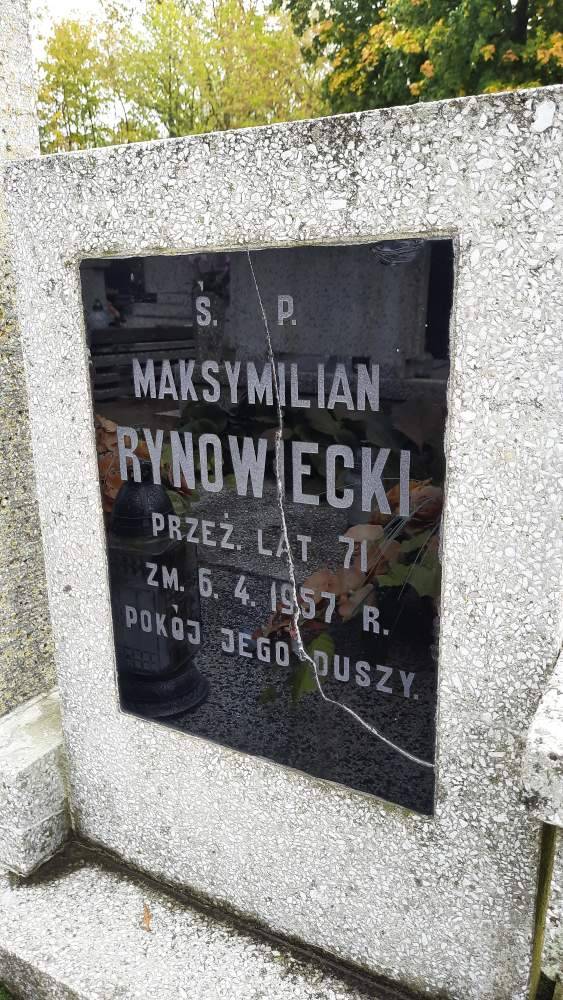 Ś. P.
MAKSYMILIAN
RYNOWIECKI
PRZEŻ. LAT 71
ZM. 6. 4. 1957 R.
POKÓJ JEGO DUSZY.